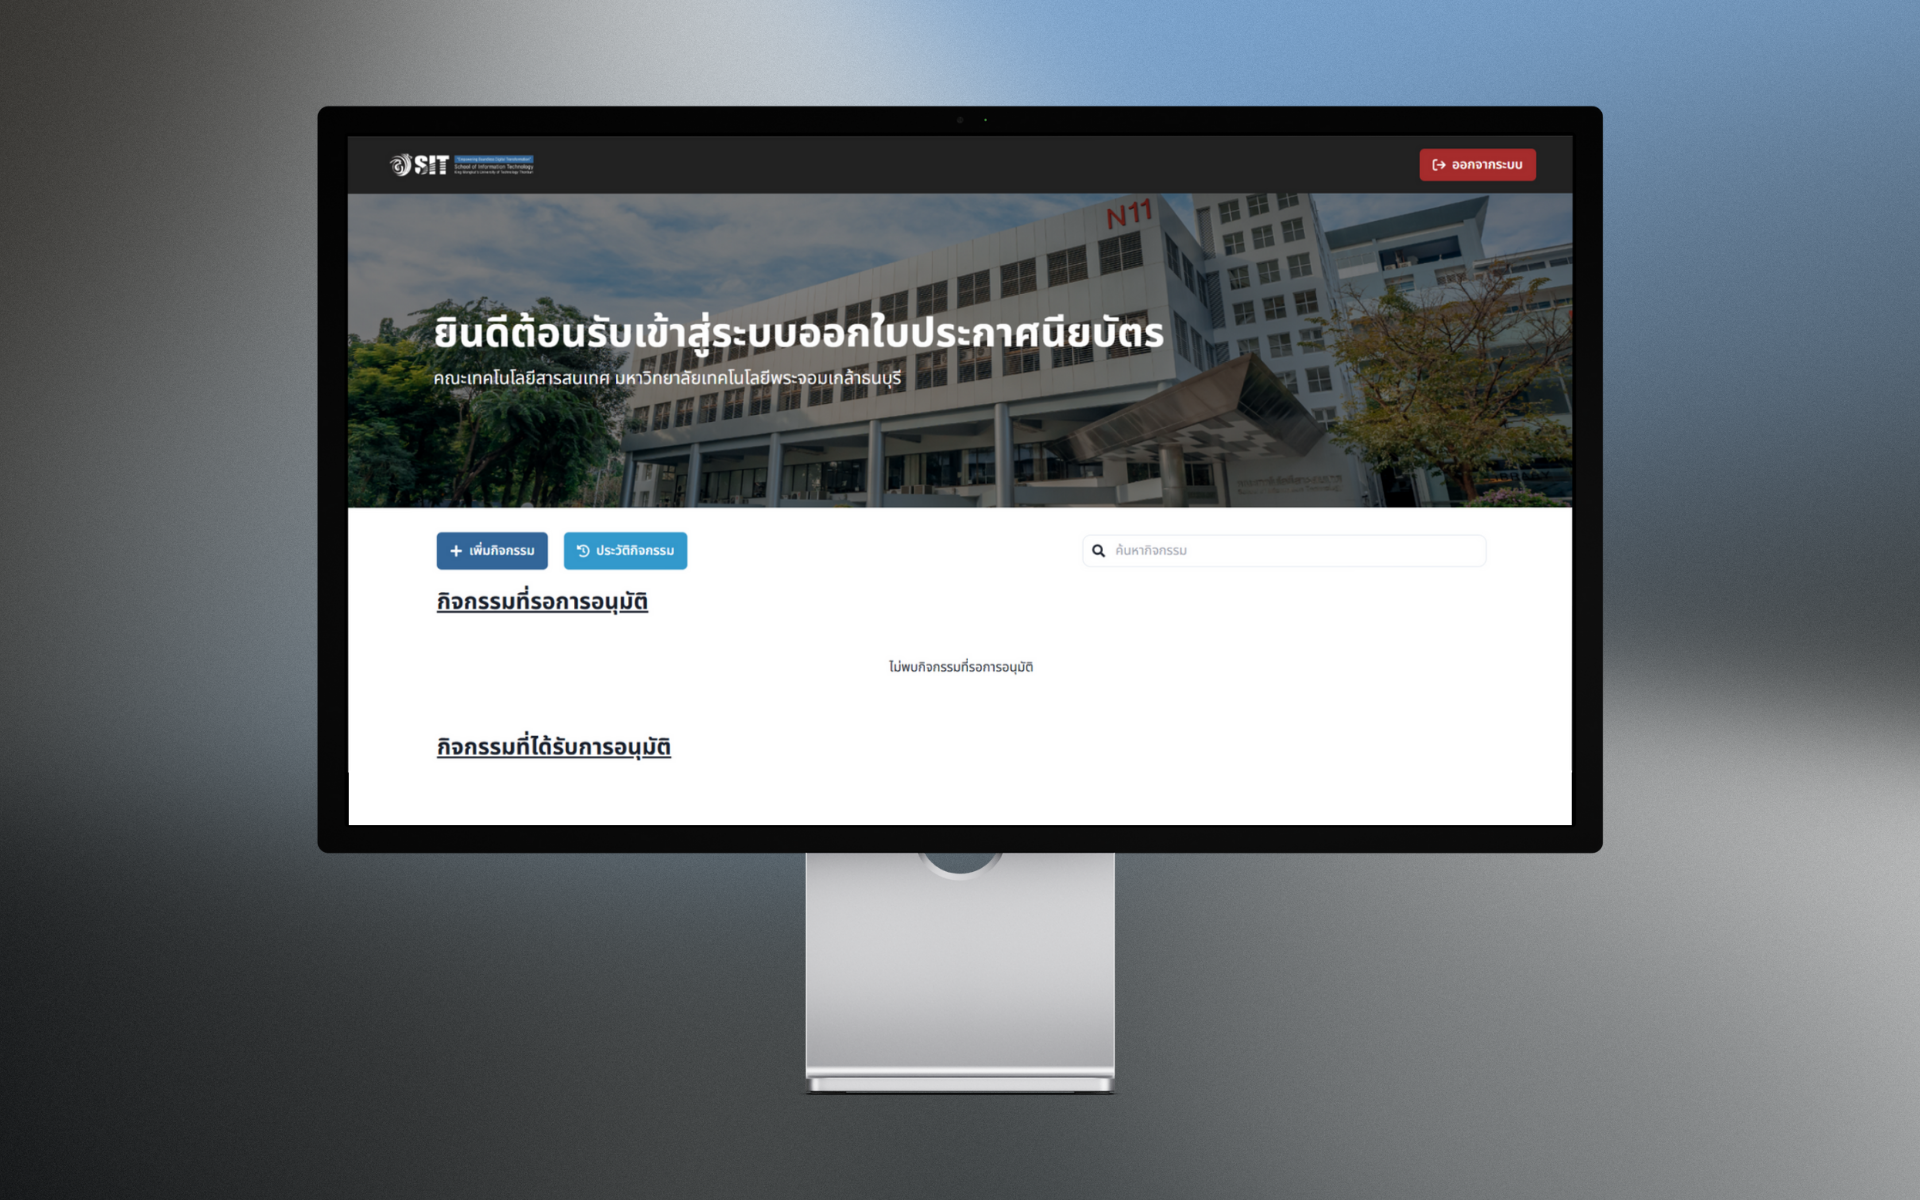 SIT
"Empowering Seamless Digital Transformation"
School of Information Technology
King Mongkut's University of Technology Thonburi
ออกจากระบบ
N11
ยินดีต้อนรับเข้าสู่ระบบออกใบประกาศนียบัตร
คณะเทคโนโลยีสารสนเทศ มหาวิทยาลัยเทคโนโลยีพระจอมเกล้าธนบุรี
เพิ่มกิจกรรม
ประวัติกิจกรรม
ค้นหากิจกรรม
กิจกรรมที่รอการอนุมัติ
ไม่พบกิจกรรมที่รอการอนุมัติ
กิจกรรมที่ได้รับการอนุมัติ